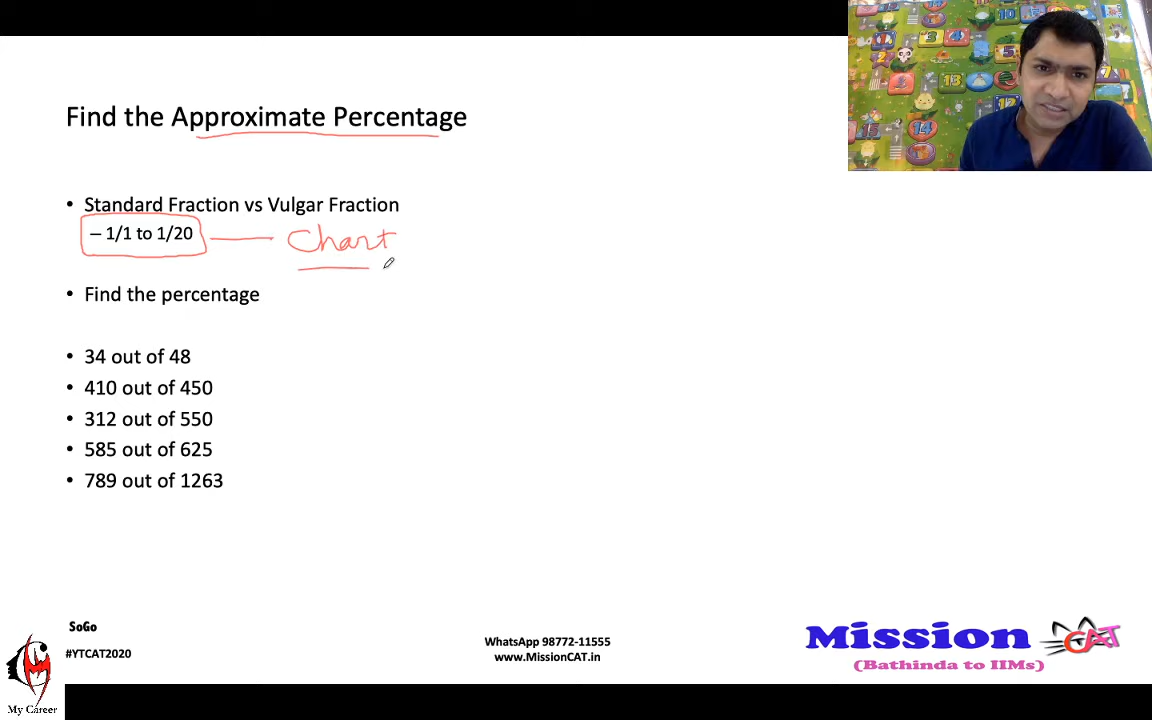 Find the Approximate Percentage
• Standard Fraction vs Vulgar Fraction
– 1/1 to 1/20
Chart
• Find the percentage
• 34 out of 48
• 410 out of 450
• 312 out of 550
• 585 out of 625
• 789 out of 1263
SoGo
#YTCAT2020
My Career
WhatsApp 98772-11555
www.MissionCAT.in
Mission CAT
(Bathinda to IIMs)